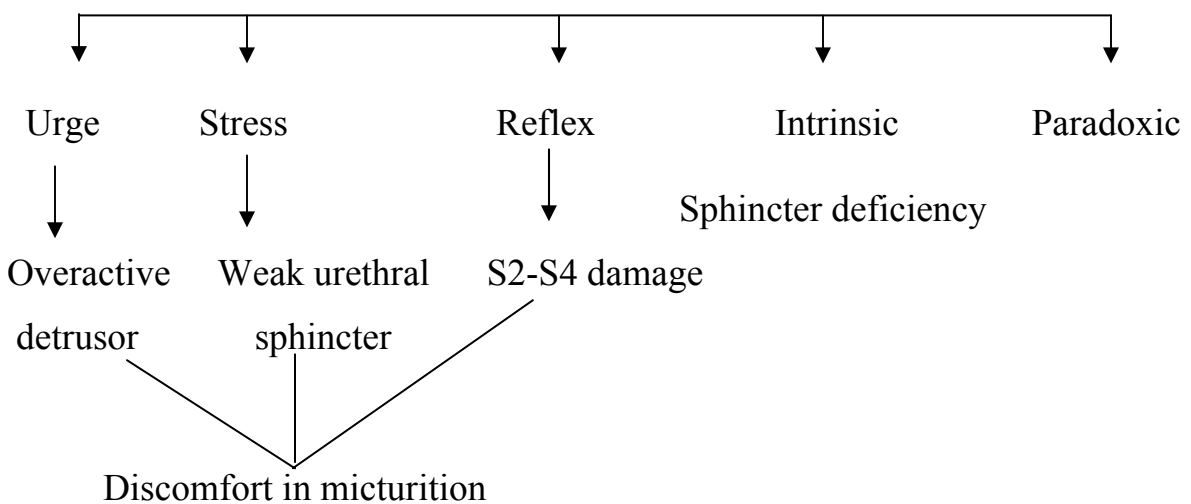 Urge Stress Reflex Intrinsic Paradoxic
Sphincter deficiency
Overactive Weak urethral S2-S4 damage
detrusor sphincter
Discomfort in micturition